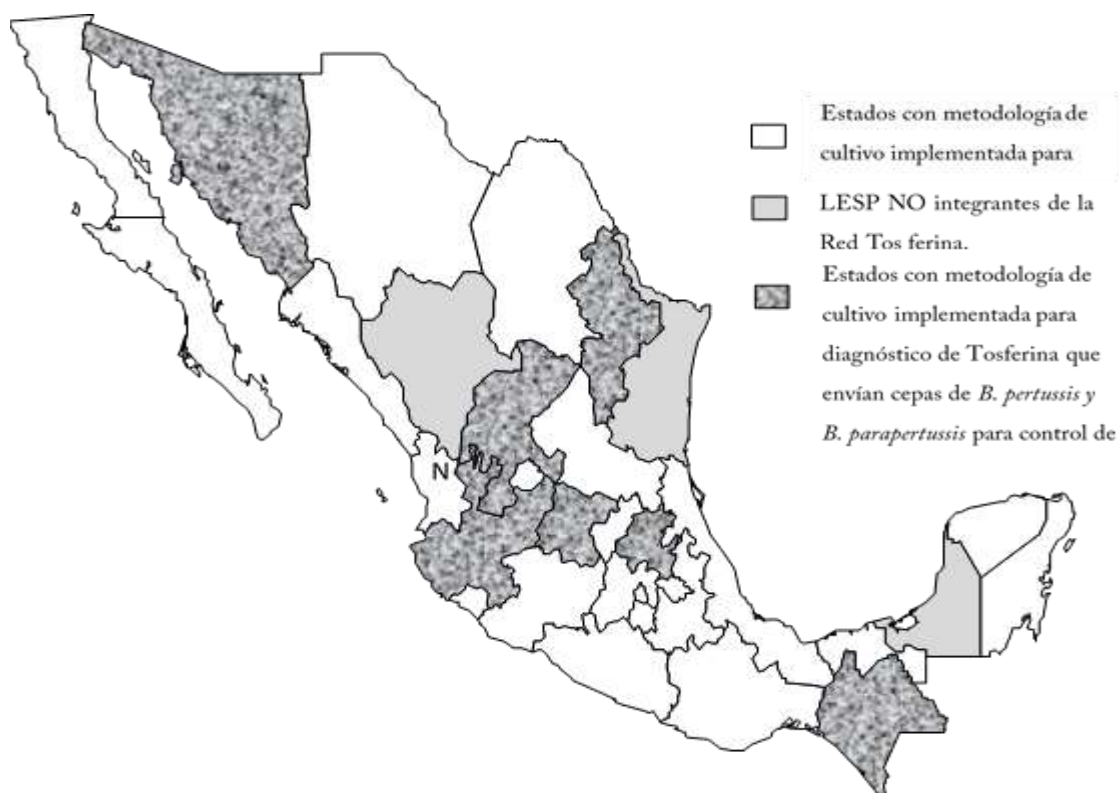 Estados con metodología de
cultivo implementada para
LESP NO integrantes de la
Red Tos ferina.
Estados con metodología de
cultivo implementada para
diagnóstico de Tosferina que
envían cepas de B. pertussis y
B. parapertussis para control de
N